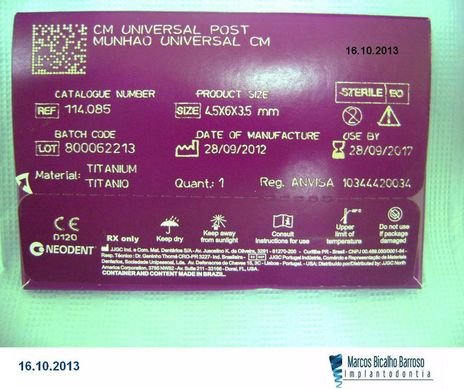 CM UNIVERSAL POST
MUNHAO UNIVERSAL CM
16.10.2013
CATALOGUE NUMBER
REF 114.085
PRODUCT SIZE
SIZE 4.5X6X3.5 mm
STERILE EO
BATCH CODE
LOT 800062213
DATE OF MANUFACTURE
28/09/2012
USE BY
28/09/2017
Material: TITANIUM
TITANIO
Quant.: 1
Reg. ANVISA 10344420034
CE
0120
NEODENT
RX only
Keep dry
Keep away from sunlight
Consult instructions for use
Upper limit of temperature
Do not use if package damaged
CONTAINER AND CONTENT MADE IN BRAZIL.
16.10.2013
Marcos Bicalho Barroso
implantodontia